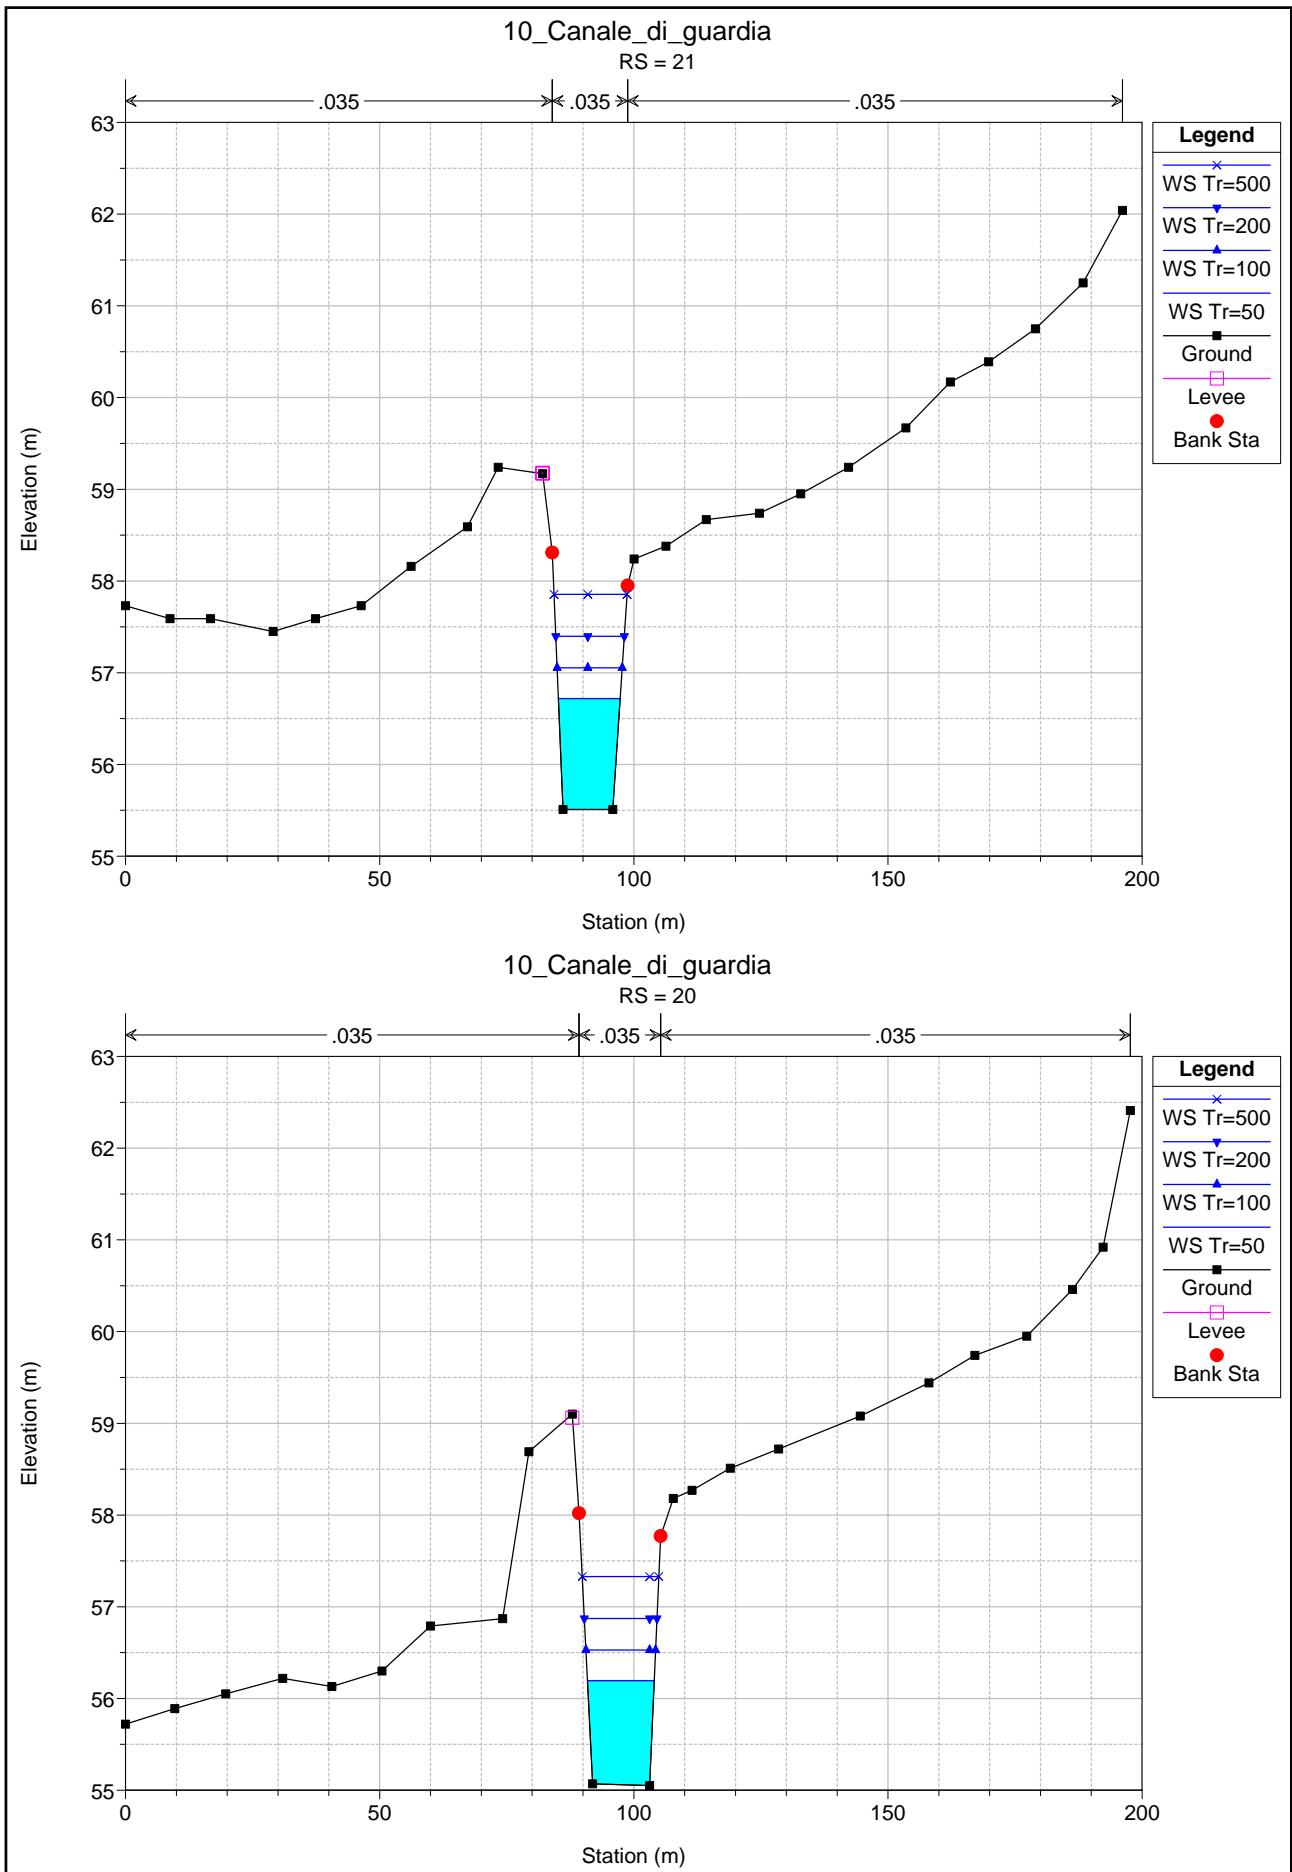 10_Canale_di_guardia
RS = 21
.035 .035 .035
63
62
61
60
59
58
57
56
55
Elevation (m)
0 50 100 150 200
Station (m)
Legend
WS Tr=500
WS Tr=200
WS Tr=100
WS Tr=50
Ground
Levee
Bank Sta
10_Canale_di_guardia
RS = 20
.035 .035 .035
63
62
61
60
59
58
57
56
55
Elevation (m)
0 50 100 150 200
Station (m)
Legend
WS Tr=500
WS Tr=200
WS Tr=100
WS Tr=50
Ground
Levee
Bank Sta